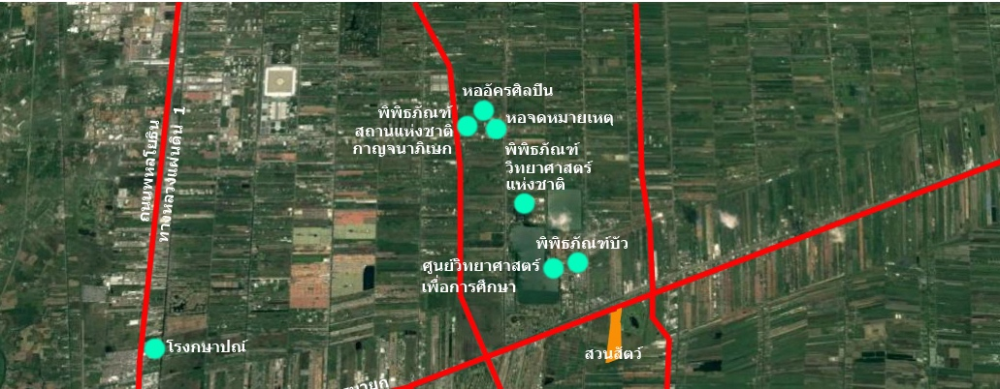 หออัครศิลปิน
พิพิธภัณฑ์
สถานแห่งชาติ
กาญจนาภิเษก
หอจดหมายเหตุ
พิพิธภัณฑ์
วิทยาศาสตร์
แห่งชาติ
ถนนพหลโยธิน
ทางหลวงแผ่นดิน 1
พิพิธภัณฑ์บัว
ศูนย์วิทยาศาสตร์
เพื่อการศึกษา
โรงกษาปณ์
สวนสัตว์